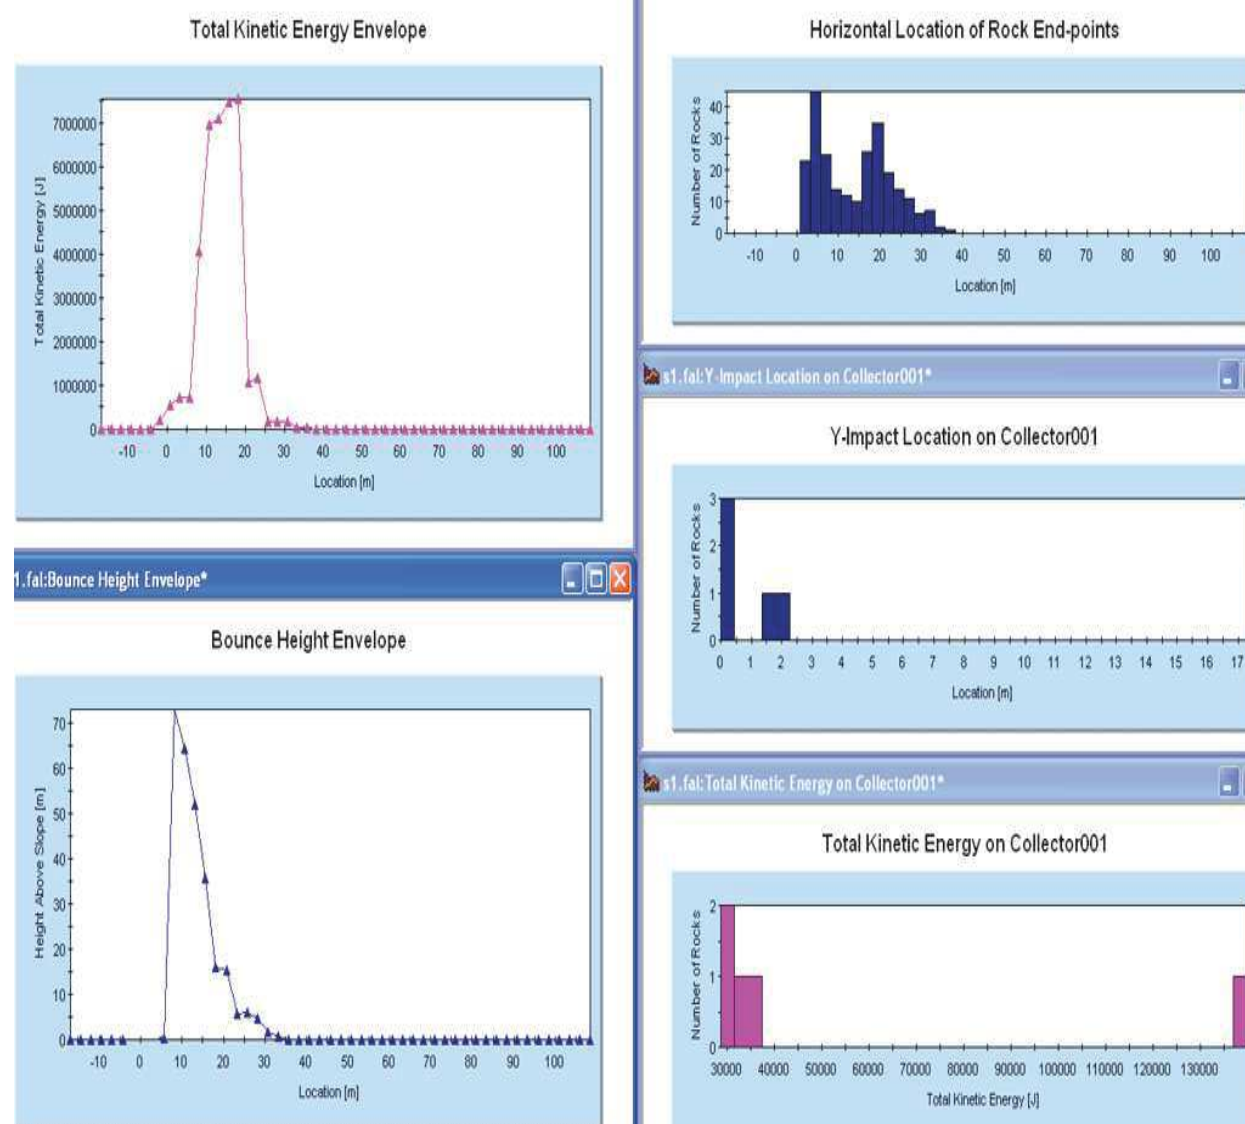 Total Kinetic Energy Envelope
Total Kinetic Energy [J]
7000000
6000000
5000000
4000000
3000000
2000000
1000000
0
-10 0 10 20 30 40 50 60 70 80 90 100
Location [m]
1.fal:Bounce Height Envelope*
Bounce Height Envelope
Height Above Slope [m]
70
60
50
40
30
20
10
0
-10 0 10 20 30 40 50 60 70 80 90 100
Location [m]
Horizontal Location of Rock End-points
Number of Rocks
40
30
20
10
0
-10 0 10 20 30 40 50 60 70 80 90 100
Location [m]
s1.fal:Y-Impact Location on Collector001*
Y-Impact Location on Collector001
Number of Rocks
3
2
1
0
0 1 2 3 4 5 6 7 8 9 10 11 12 13 14 15 16 17
Location [m]
s1.fal:Total Kinetic Energy on Collector001*
Total Kinetic Energy on Collector001
Number of Rocks
2
1
0
30000 40000 50000 60000 70000 80000 90000 100000 110000 120000 130000
Total Kinetic Energy [J]